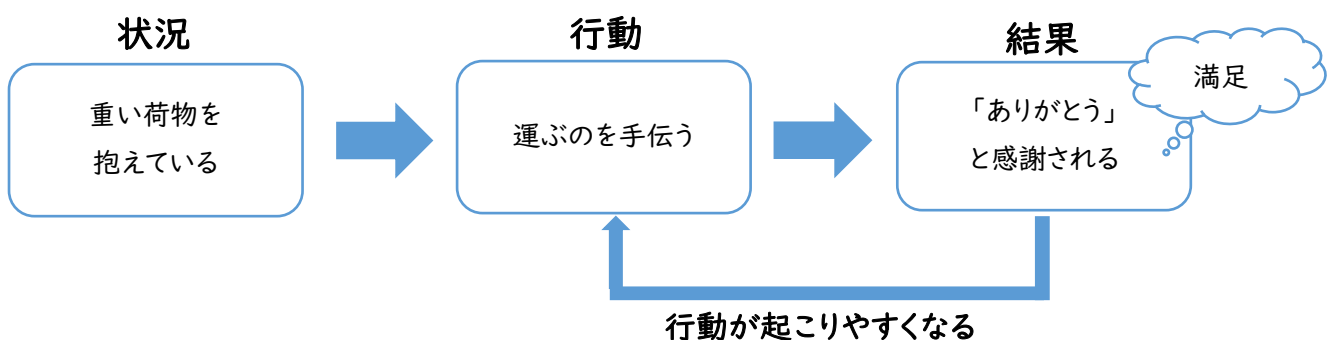 状況
重い荷物を
抱えている
行動
運ぶのを手伝う
結果
「ありがとう」
と感謝される
満足
行動が起こりやすくなる